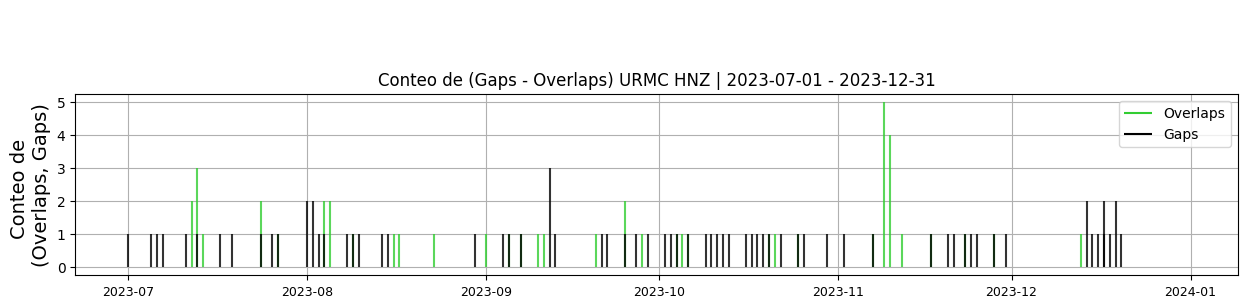 Conteo de (Gaps - Overlaps) URMC HNZ | 2023-07-01 - 2023-12-31
Conteo de
(Overlaps, Gaps)
5
4
3
2
1
0
Overlaps
Gaps
2023-07
2023-08
2023-09
2023-10
2023-11
2023-12
2024-01